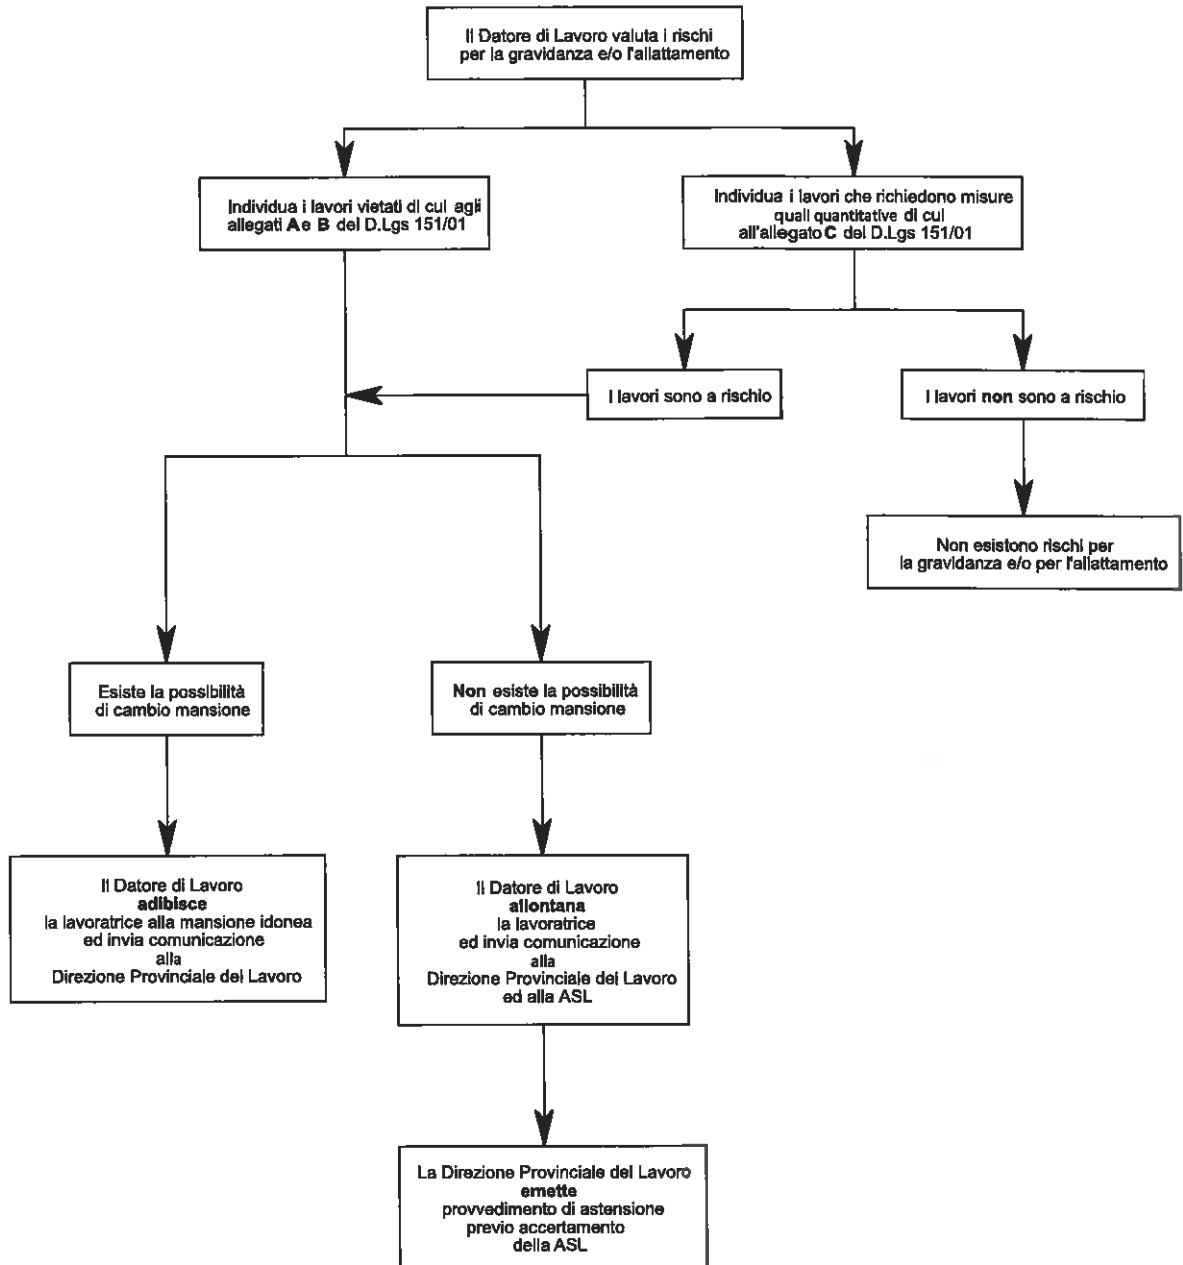 Il Datore di Lavoro valuta i rischi
per la gravidanza e/o l'allattamento
Individua i lavori vietati di cui agli
allegati A e B del D.Lgs 151/01
Individua i lavori che richiedono misure
quali quantitative di cui
all'allegato C del D.Lgs 151/01
I lavori sono a rischio
I lavori non sono a rischio
Non esistono rischi per
la gravidanza e/o per l'allattamento
Esiste la possibilità
di cambio mansione
Non esiste la possibilità
di cambio mansione
Il Datore di Lavoro
adibisce
la lavoratrice alla mansione idonea
ed invia comunicazione
alla
Direzione Provinciale del Lavoro
Il Datore di Lavoro
allontana
la lavoratrice
ed invia comunicazione
alla
Direzione Provinciale del Lavoro
ed alla ASL
La Direzione Provinciale del Lavoro
emette
provvedimento di astensione
previo accertamento
della ASL